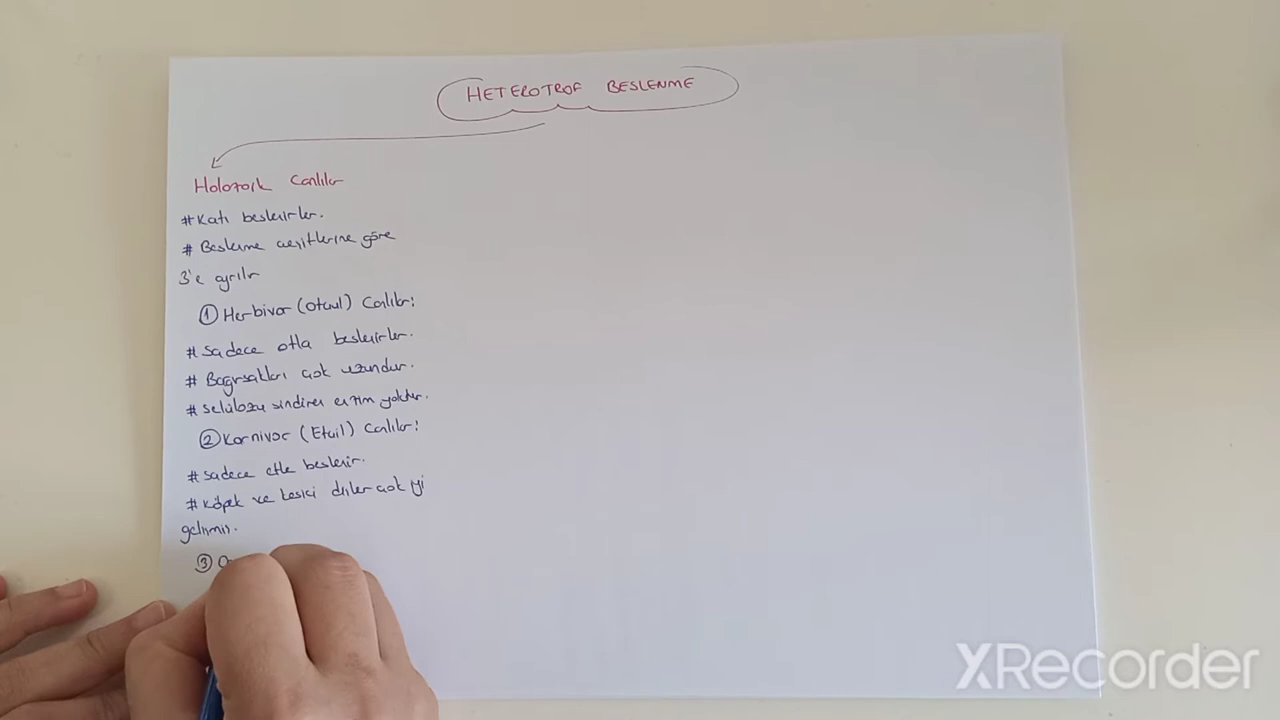 HETEROTROF BESLENME
Holozoik Canlılar
#Katı beslenirler.
# Beslenme çeşitlerine göre
3'e ayrılır
① Herbivor (otçul) Canlılar:
# Sadece otla beslenirler.
# Bağırsakları çok uzundur.
# Selülozu sindiren enzim yoktur.
② Karnivor (Etçil) Canlılar:
# Sadece etle beslenir.
# Köpek ve kesici dişler çok iyi
gelişmiş.
③ O
XRecorder